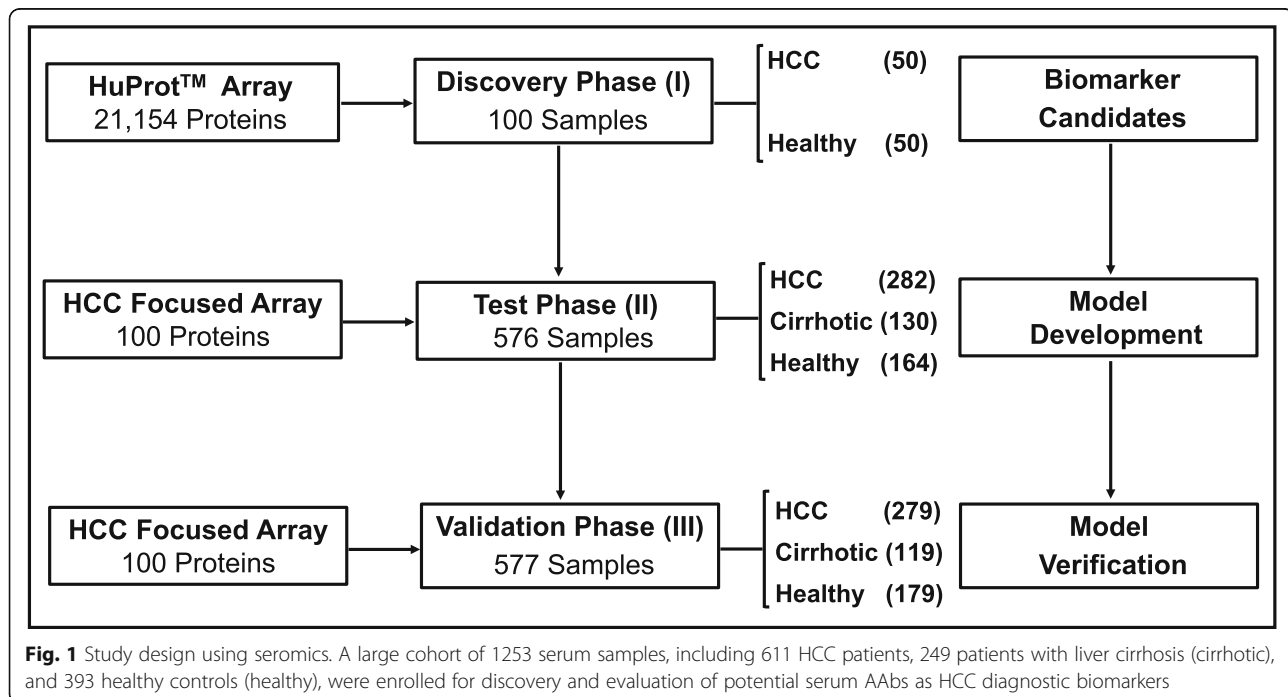 HuProt™ Array
21,154 Proteins
Discovery Phase (I)
100 Samples
HCC (50)
Healthy (50)
Biomarker
Candidates
HCC Focused Array
100 Proteins
Test Phase (II)
576 Samples
HCC (282)
Cirrhotic (130)
Healthy (164)
Model
Development
HCC Focused Array
100 Proteins
Validation Phase (III)
577 Samples
HCC (279)
Cirrhotic (119)
Healthy (179)
Model
Verification
Fig. 1 Study design using seromics. A large cohort of 1253 serum samples, including 611 HCC patients, 249 patients with liver cirrhosis (cirrhotic),
and 393 healthy controls (healthy), were enrolled for discovery and evaluation of potential serum AAbs as HCC diagnostic biomarkers